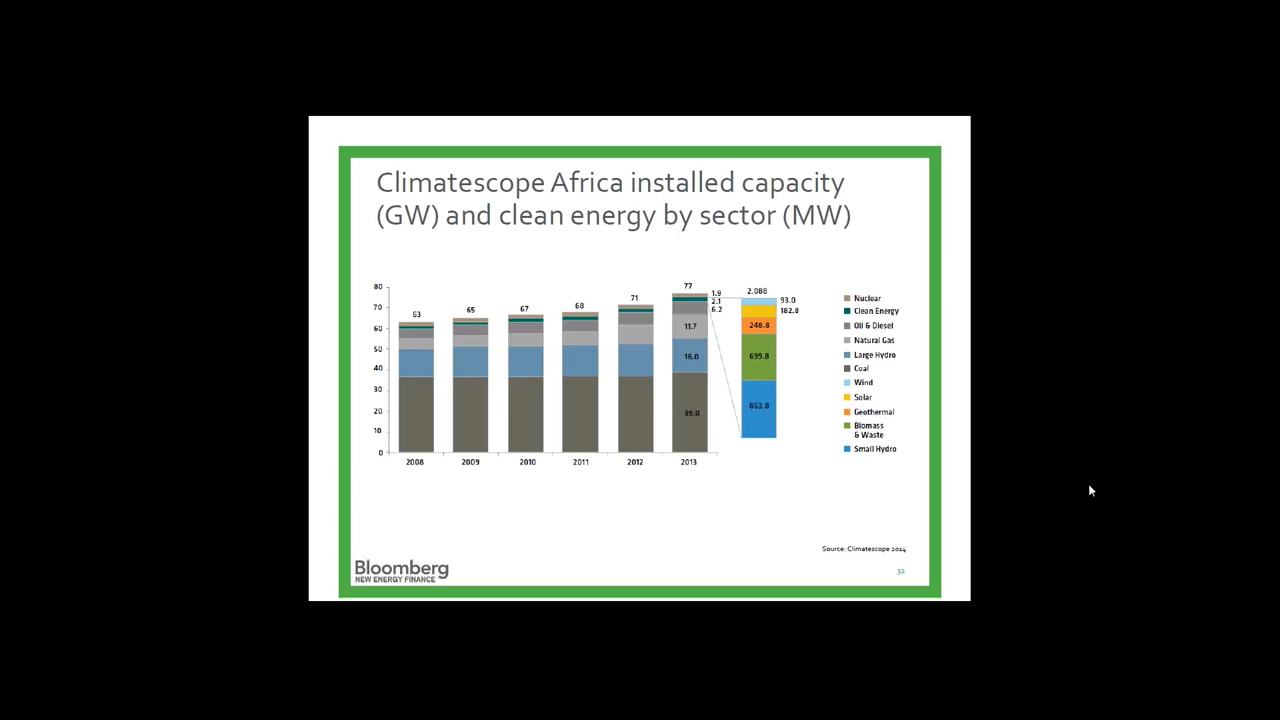 Climatescope Africa installed capacity
(GW) and clean energy by sector (MW)
80
70
60
50
40
30
20
10
0
63
65
67
68
71
77
1.9
2.1
6.2
11.7
16.0
39.0
2.088
93.0
182.8
248.8
699.8
863.8
2008
2009
2010
2011
2012
2013
Nuclear
Clean Energy
Oil & Diesel
Natural Gas
Large Hydro
Coal
Wind
Solar
Geothermal
Biomass
& Waste
Small Hydro
Source: Climatescope 2014
Bloomberg
NEW ENERGY FINANCE
32